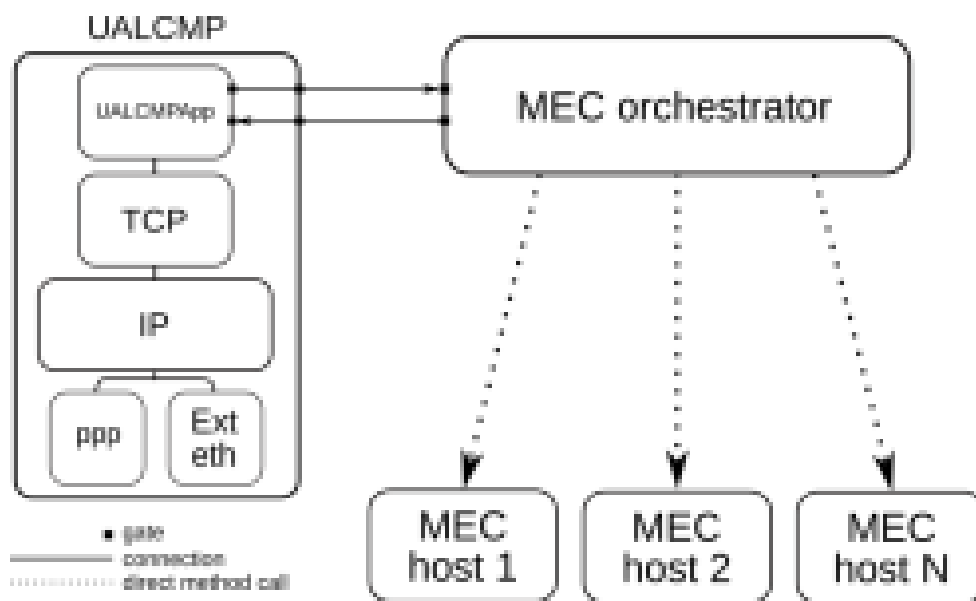 UALCMP
UALCMPApp
MEC orchestrator
TCP
IP
ppp
Ext
eth
MEC
host 1
MEC
host 2
MEC
host N
gate
connection
direct method call